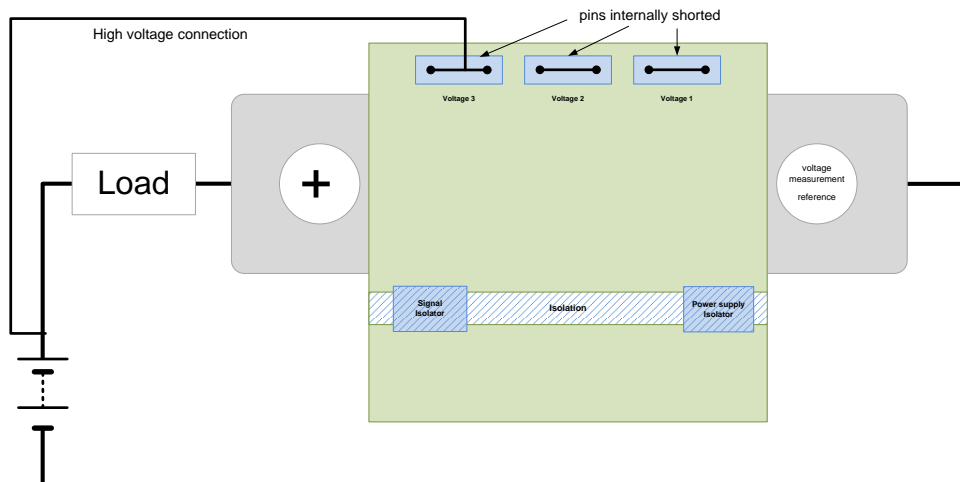 pins internally shorted
High voltage connection
Voltage 3
Voltage 2
Voltage 1
Load
+
voltage
measurement
reference
Signal
Isolator
Isolation
Power supply
Isolator